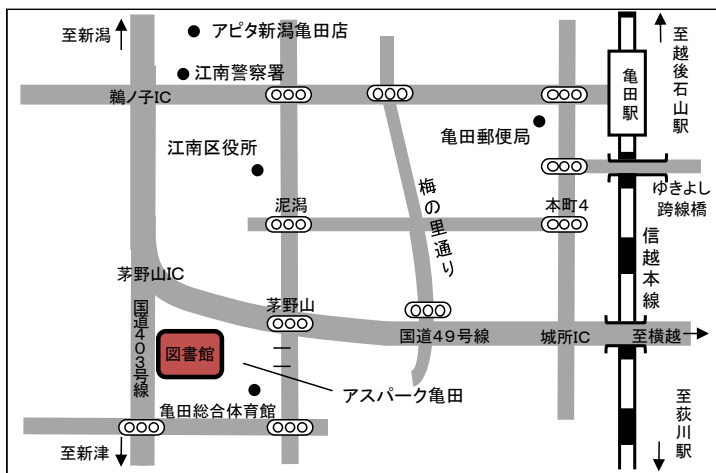 至新潟
アピタ新潟亀田店
江南警察署
鵜ノ子IC
亀田駅
至越後石山駅
亀田郵便局
江南区役所
ゆきよし
跨線橋
梅の里通り
泥潟
本町4
信越本線
茅野山IC
茅野山
国道403号線
国道49号線
城所IC
至横越
図書館
アスパーク亀田
亀田総合体育館
至新津
至荻川駅